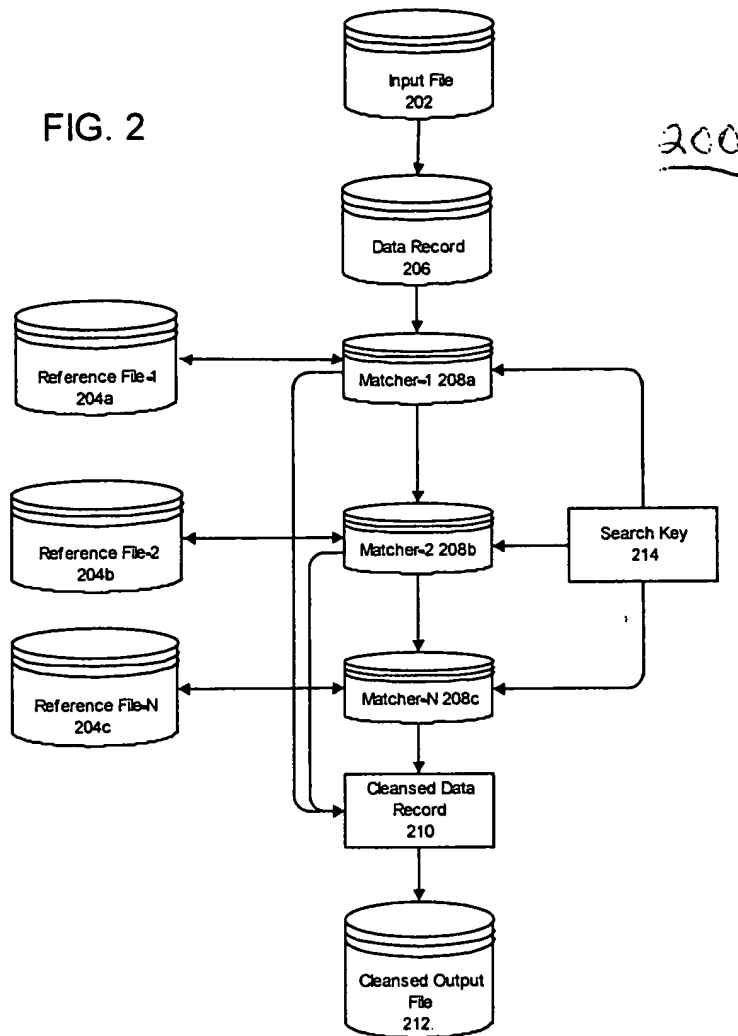 FIG. 2
200
Input File
202
Data Record
206
Reference File-1
204a
Matcher-1 208a
Reference File-2
204b
Matcher-2 208b
Search Key
214
Reference File-N
204c
Matcher-N 208c
Cleansed Data
Record
210
Cleansed Output
File
212.